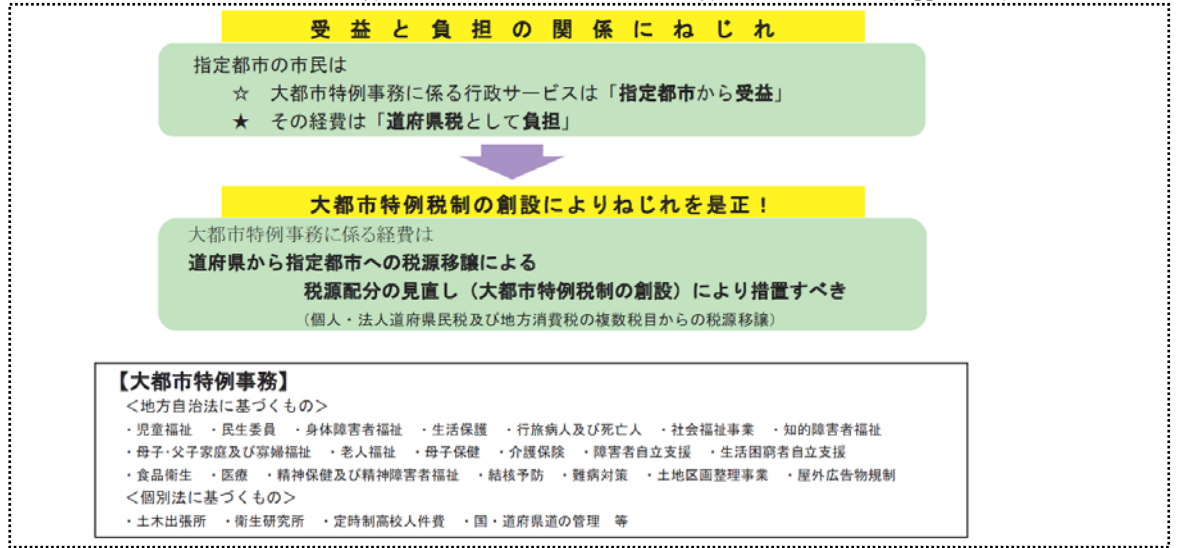 受益と負担の関係にねじれ
指定都市の市民は
☆ 大都市特例事務に係る行政サービスは「指定都市から受益」
★ その経費は「道府県税として負担」
大都市特例税制の創設によりねじれを是正！
大都市特例事務に係る経費は
道府県から指定都市への税源移譲による
税源配分の見直し（大都市特例税制の創設）により措置すべき
（個人・法人道府県民税及び地方消費税の複数税目からの税源移譲）
【大都市特例事務】
＜地方自治法に基づくもの＞
・児童福祉 ・民生委員 ・身体障害者福祉 ・生活保護 ・行旅病人及び死亡人 ・社会福祉事業 ・知的障害者福祉
・母子・父子家庭及び寡婦福祉 ・老人福祉 ・母子保健 ・介護保険 ・障害者自立支援 ・生活困窮者自立支援
・食品衛生 ・医療 ・精神保健及び精神障害者福祉 ・結核予防 ・難病対策 ・土地区画整理事業 ・屋外広告物規制
＜個別法に基づくもの＞
・土木出張所 ・衛生研究所 ・定時制高校人件費 ・国・道府県道の管理 等